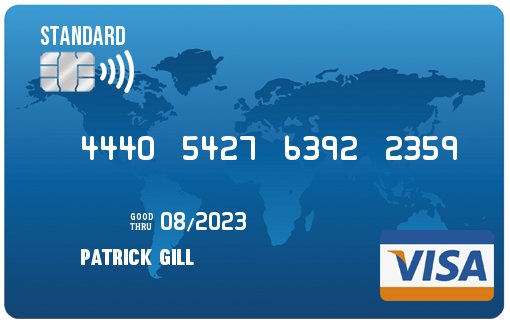 STANDARD
4440 5427 6392 2359
GOOD THRU 08/2023
PATRICK GILL
VISA